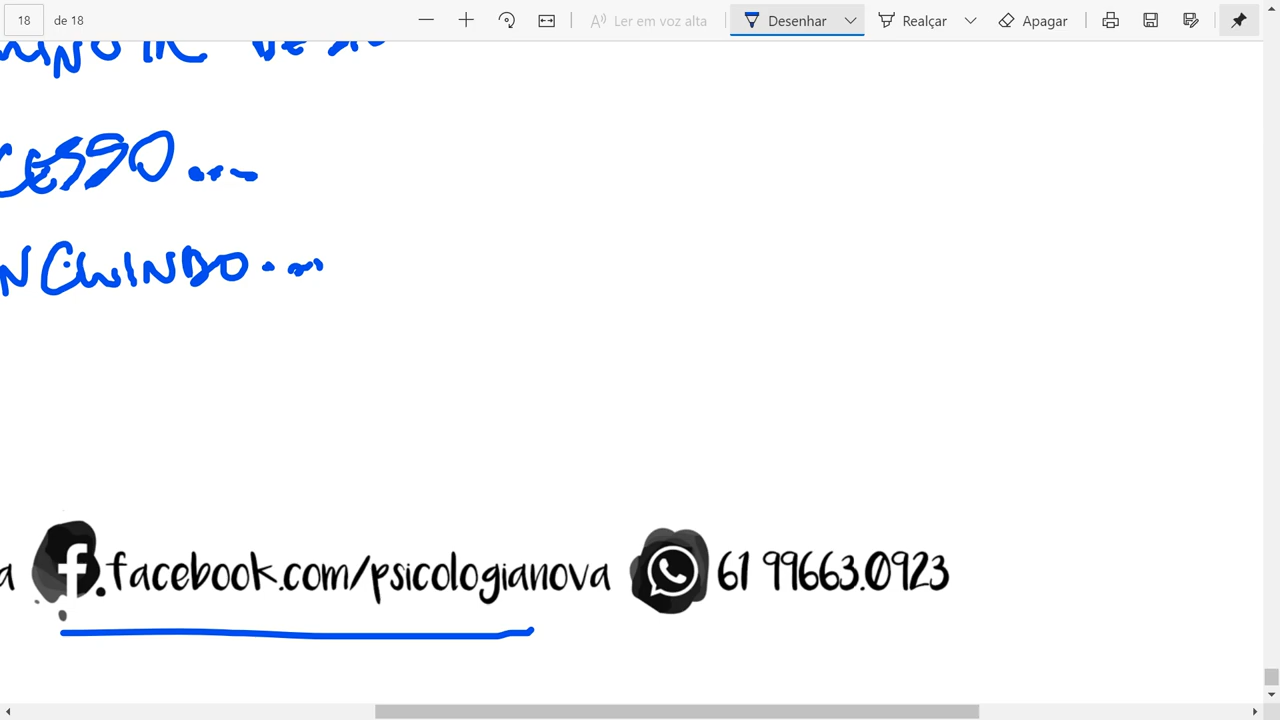 18 de 18 Ler em voz alta Desenhar Realçar Apagar
CESSO...
NCLUINDO...
a facebook.com/psicologianova 61 99663.0923